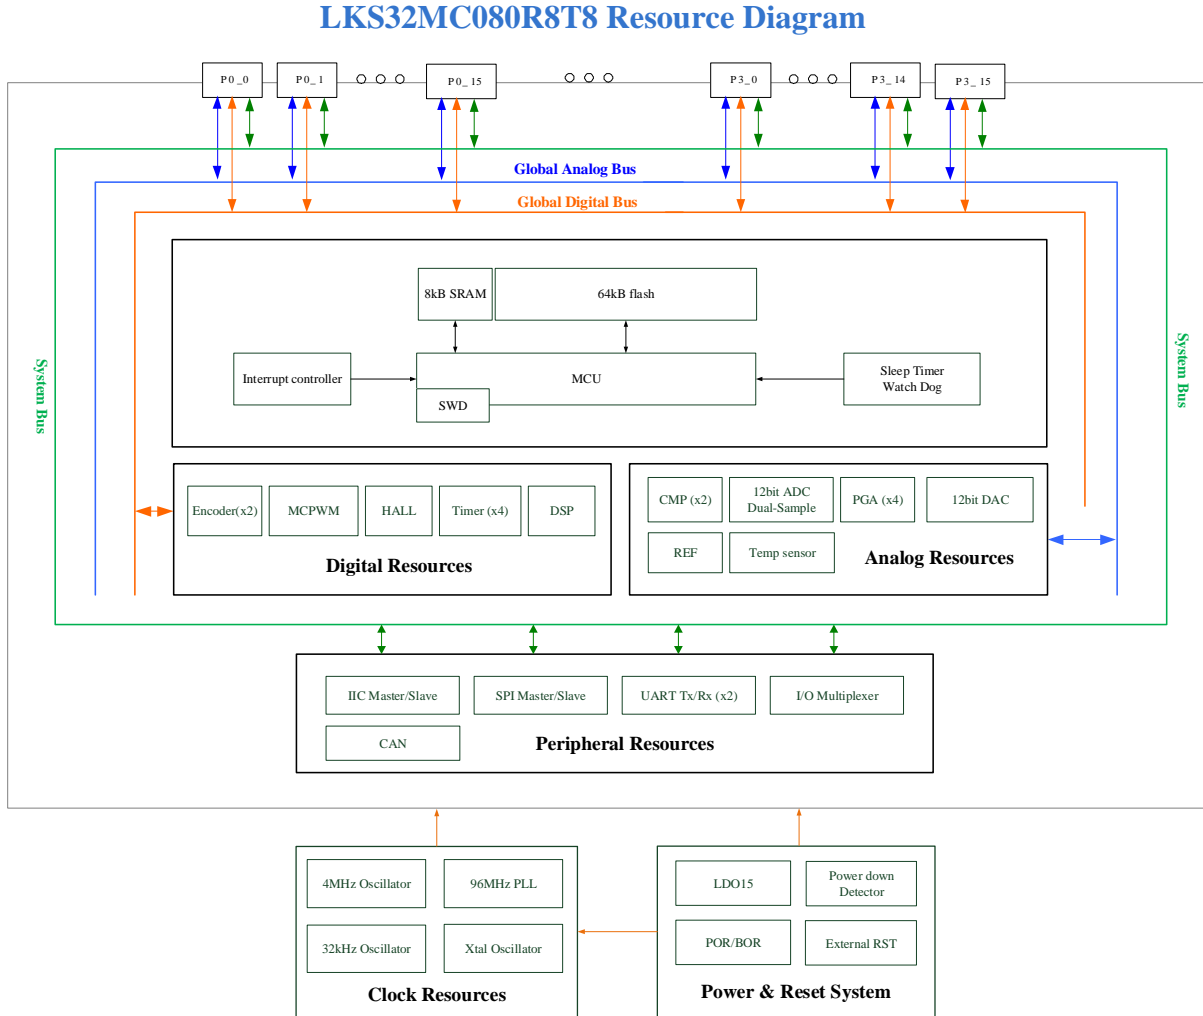 LKS32MC080R8T8 Resource Diagram
P0_0
P0_1
P0_15
P3_0
P3_14
P3_15
Global Analog Bus
Global Digital Bus
System Bus
System Bus
8kB SRAM
64kB flash
Interrupt controller
MCU
SWD
Sleep Timer
Watch Dog
Encoder(x2)
MCPWM
HALL
Timer (x4)
DSP
Digital Resources
CMP (x2)
12bit ADC
Dual-Sample
PGA (x4)
12bit DAC
REF
Temp sensor
Analog Resources
IIC Master/Slave
SPI Master/Slave
UART Tx/Rx (x2)
I/O Multiplexer
CAN
Peripheral Resources
4MHz Oscillator
96MHz PLL
32kHz Oscillator
Xtal Oscillator
Clock Resources
LDO15
Power down
Detector
POR/BOR
External RST
Power & Reset System